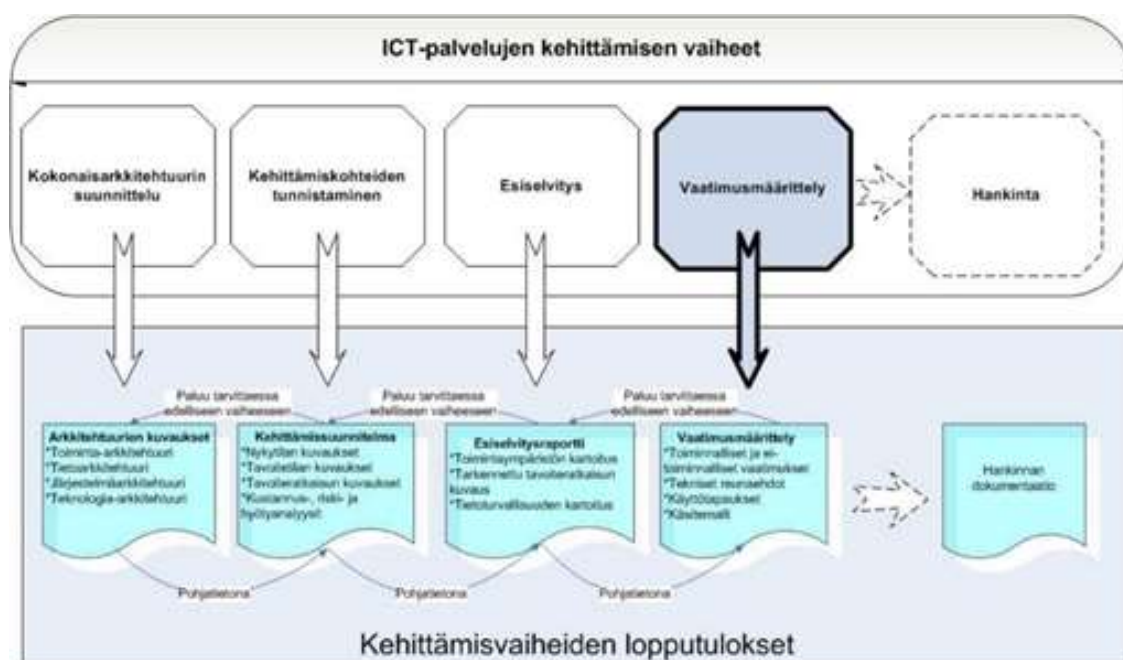 ICT-palvelujen kehittämisen vaiheet
Kokonaisarkkitehtuurin
suunnittelu
Kehittämiskohteiden
tunnistaminen
Esiselvitys
Vaatimusmäärittely
Hankinta
Paluu tarvittaessa
edelliseen vaiheeseen
Paluu tarvittaessa
edelliseen vaiheeseen
Paluu tarvittaessa
edelliseen vaiheeseen
Arkkitehtuurien kuvaukset
*Toiminta-arkkitehtuuri
*Tietoarkkitehtuuri
*Järjestelmäarkkitehtuuri
*Teknologia-arkkitehtuuri
Kehittämissuunnitelma
*Nykytilan kuvaukset
*Tavoitetilan kuvaukset
*Tavoiteratkaisun kuvaukset
*Kustannus-, riski- ja
hyötyanalyysit
Esiselvitysraportti
*Toimintaympäristön kartoitus
*Tarkennettu tavoiteratkaisun
kuvaus
*Tietoturvallisuuden kartoitus
Vaatimusmäärittely
*Toiminnalliset ja ei-
toiminnalliset vaatimukset
*Tekniset reunaehdot
*Käyttötapaukset
*Käsitemalli
Hankinnan
dokumentaatio
Pohjatietona
Pohjatietona
Pohjatietona
Kehittämisvaiheiden lopputulokset